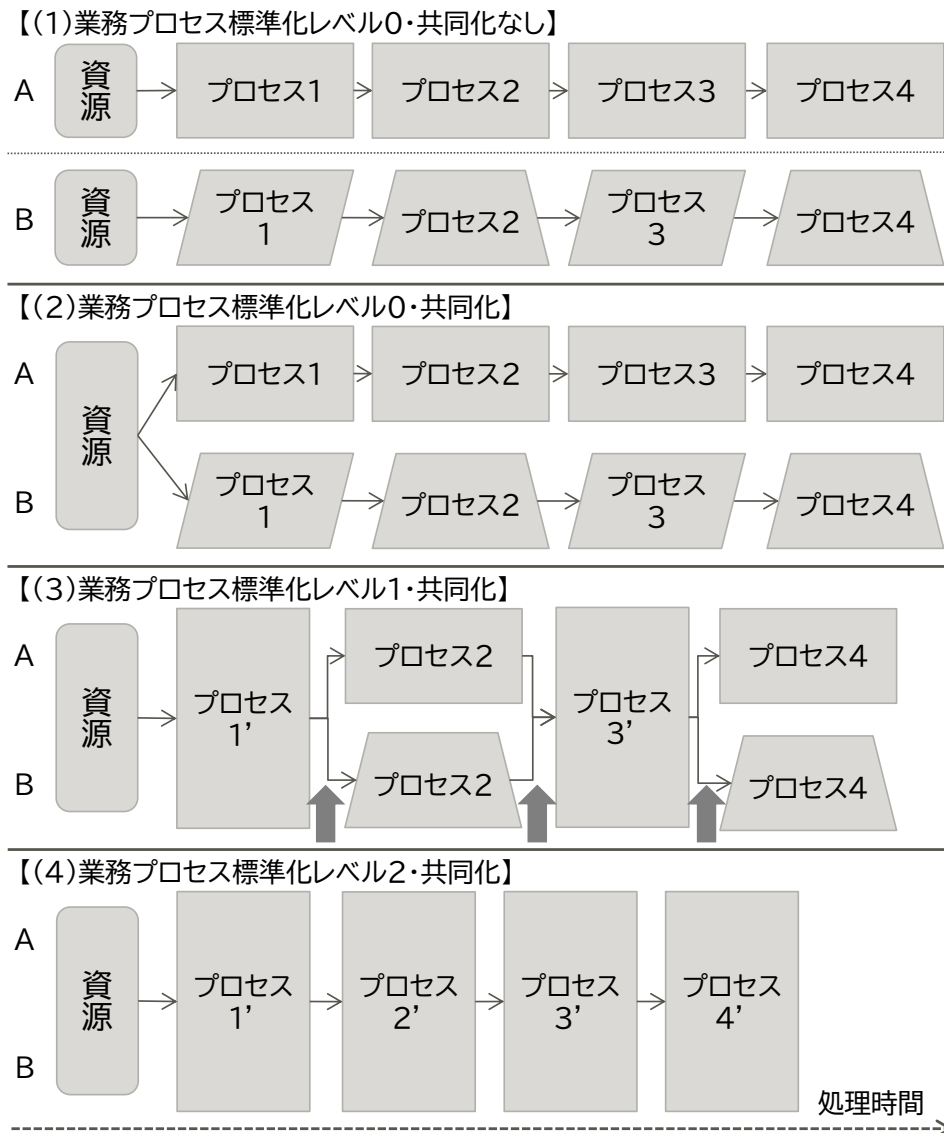 【(1)業務プロセス標準化レベル0・共同化なし】
A
資
源
プロセス1
プロセス2
プロセス3
プロセス4
B
資
源
プロセス
1
プロセス2
プロセス
3
プロセス4
【(2)業務プロセス標準化レベル0・共同化】
A
資
源
プロセス1
プロセス2
プロセス3
プロセス4
B
プロセス
1
プロセス2
プロセス
3
プロセス4
【(3)業務プロセス標準化レベル1・共同化】
A
資
源
プロセス
1’
プロセス2
プロセス
3’
プロセス4
B
プロセス2
プロセス4
【(4)業務プロセス標準化レベル2・共同化】
A
資
源
プロセス
1’
プロセス
2’
プロセス
3’
プロセス
4’
B
処理時間